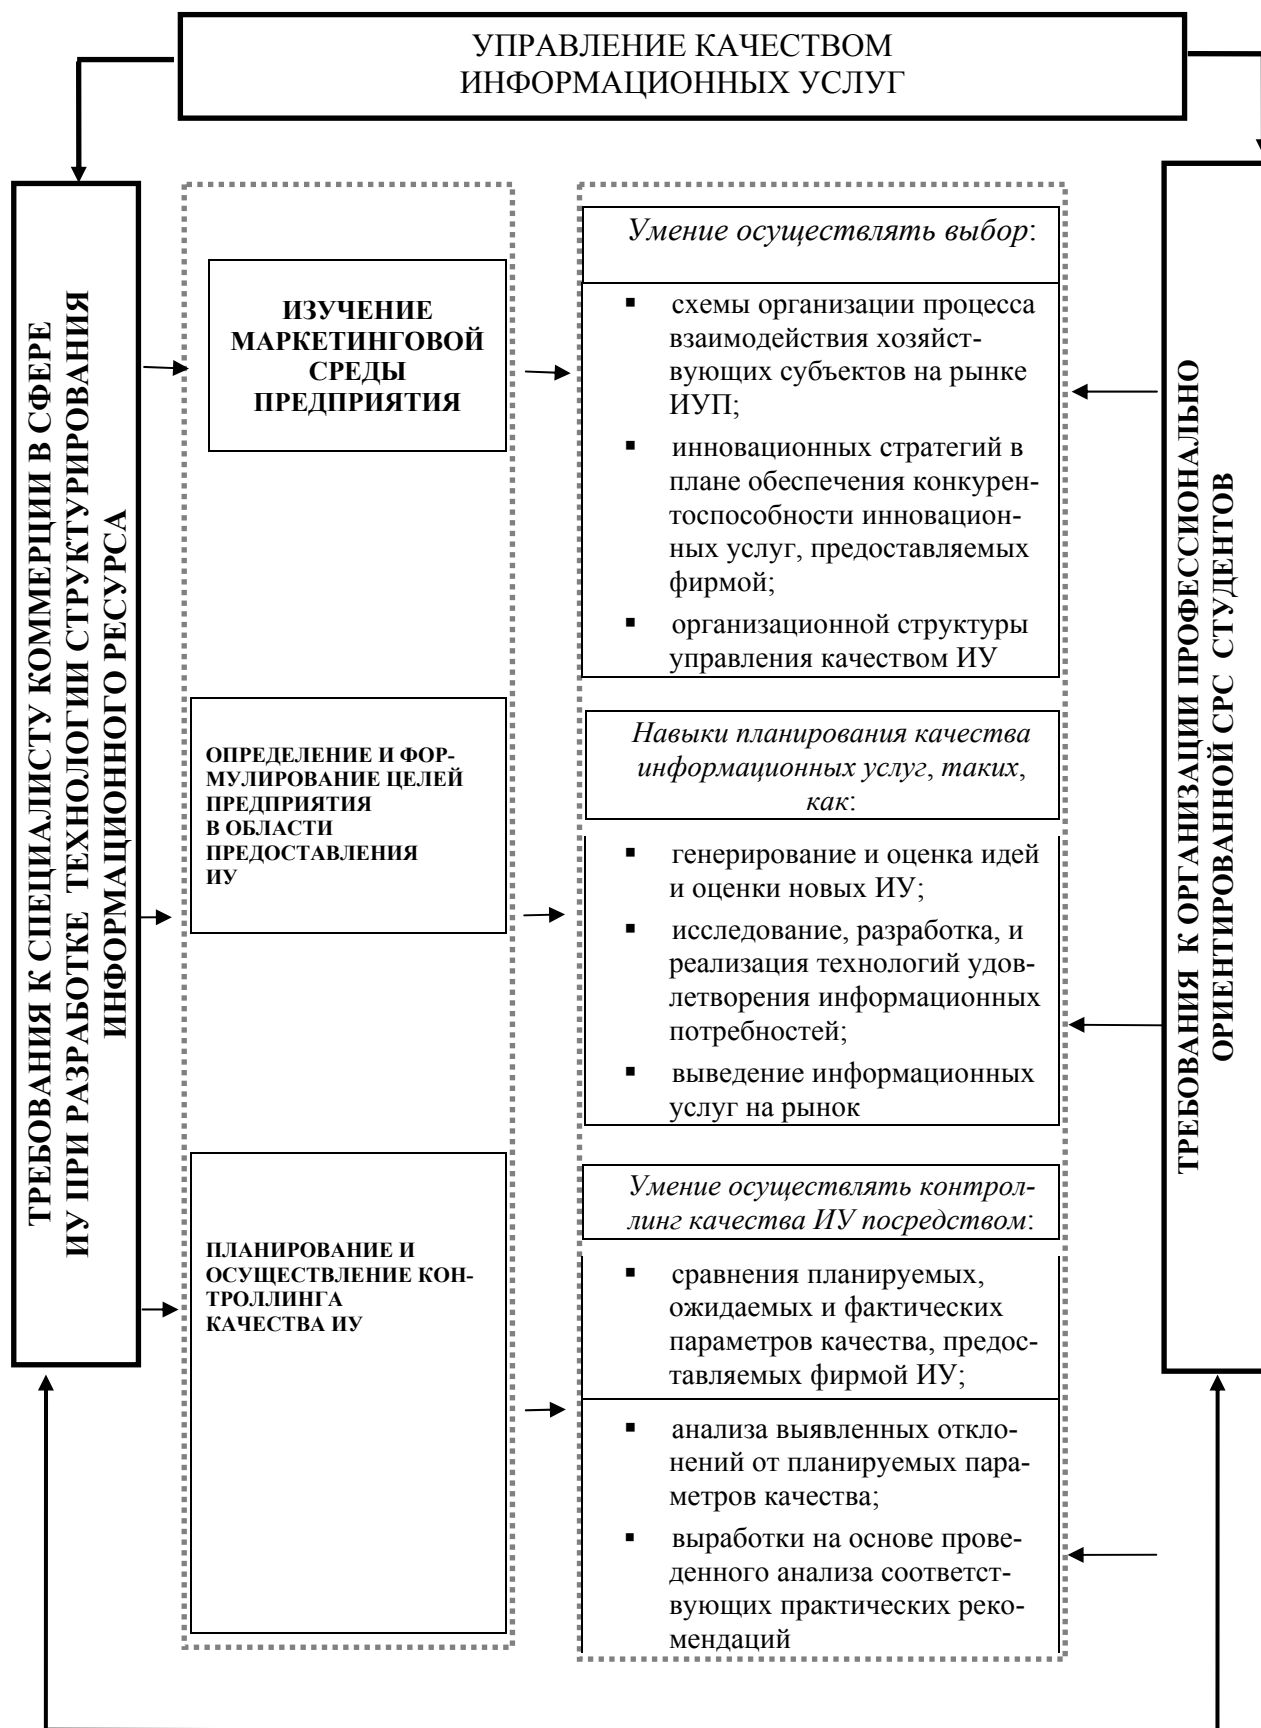 УПРАВЛЕНИЕ КАЧЕСТВОМ
ИНФОРМАЦИОННЫХ УСЛУГ
ТРЕБОВАНИЯ К СПЕЦИАЛИСТУ КОММЕРЦИИ В СФЕРЕ
ИУ ПРИ РАЗРАБОТКЕ ТЕХНОЛОГИИ СТРУКТУРИРОВАНИЯ
ИНФОРМАЦИОННОГО РЕСУРСА
ИЗУЧЕНИЕ
МАРКЕТИНГОВОЙ
СРЕДЫ
ПРЕДПРИЯТИЯ
ОПРЕДЕЛЕНИЕ И ФОР-
МУЛИРОВАНИЕ ЦЕЛЕЙ
ПРЕДПРИЯТИЯ
В ОБЛАСТИ
ПРЕДОСТАВЛЕНИЯ
ИУ
ПЛАНИРОВАНИЕ И
ОСУЩЕСТВЛЕНИЕ КОН-
ТРОЛЛИНГА
КАЧЕСТВА ИУ
Умение осуществлять выбор:
▪ схемы организации процесса
взаимодействия хозяйст-
вующих субъектов на рынке
ИУП;
▪ инновационных стратегий в
плане обеспечения конкурен-
тоспособности инновацион-
ных услуг, предоставляемых
фирмой;
▪ организационной структуры
управления качеством ИУ
Навыки планирования качества
информационных услуг, таких,
как:
▪ генерирование и оценка идей
и оценки новых ИУ;
▪ исследование, разработка, и
реализация технологий удов-
летворения информационных
потребностей;
▪ выведение информационных
услуг на рынок
Умение осуществлять контрол-
линг качества ИУ посредством:
▪ сравнения планируемых,
ожидаемых и фактических
параметров качества, предос-
тавляемых фирмой ИУ;
▪ анализа выявленных откло-
нений от планируемых пара-
метров качества;
▪ выработки на основе прове-
денного анализа соответст-
вующих практических реко-
мендаций
ТРЕБОВАНИЯ К ОРГАНИЗАЦИИ ПРОФЕССИОНАЛЬНО
ОРИЕНТИРОВАННОЙ СРС СТУДЕНТОВ